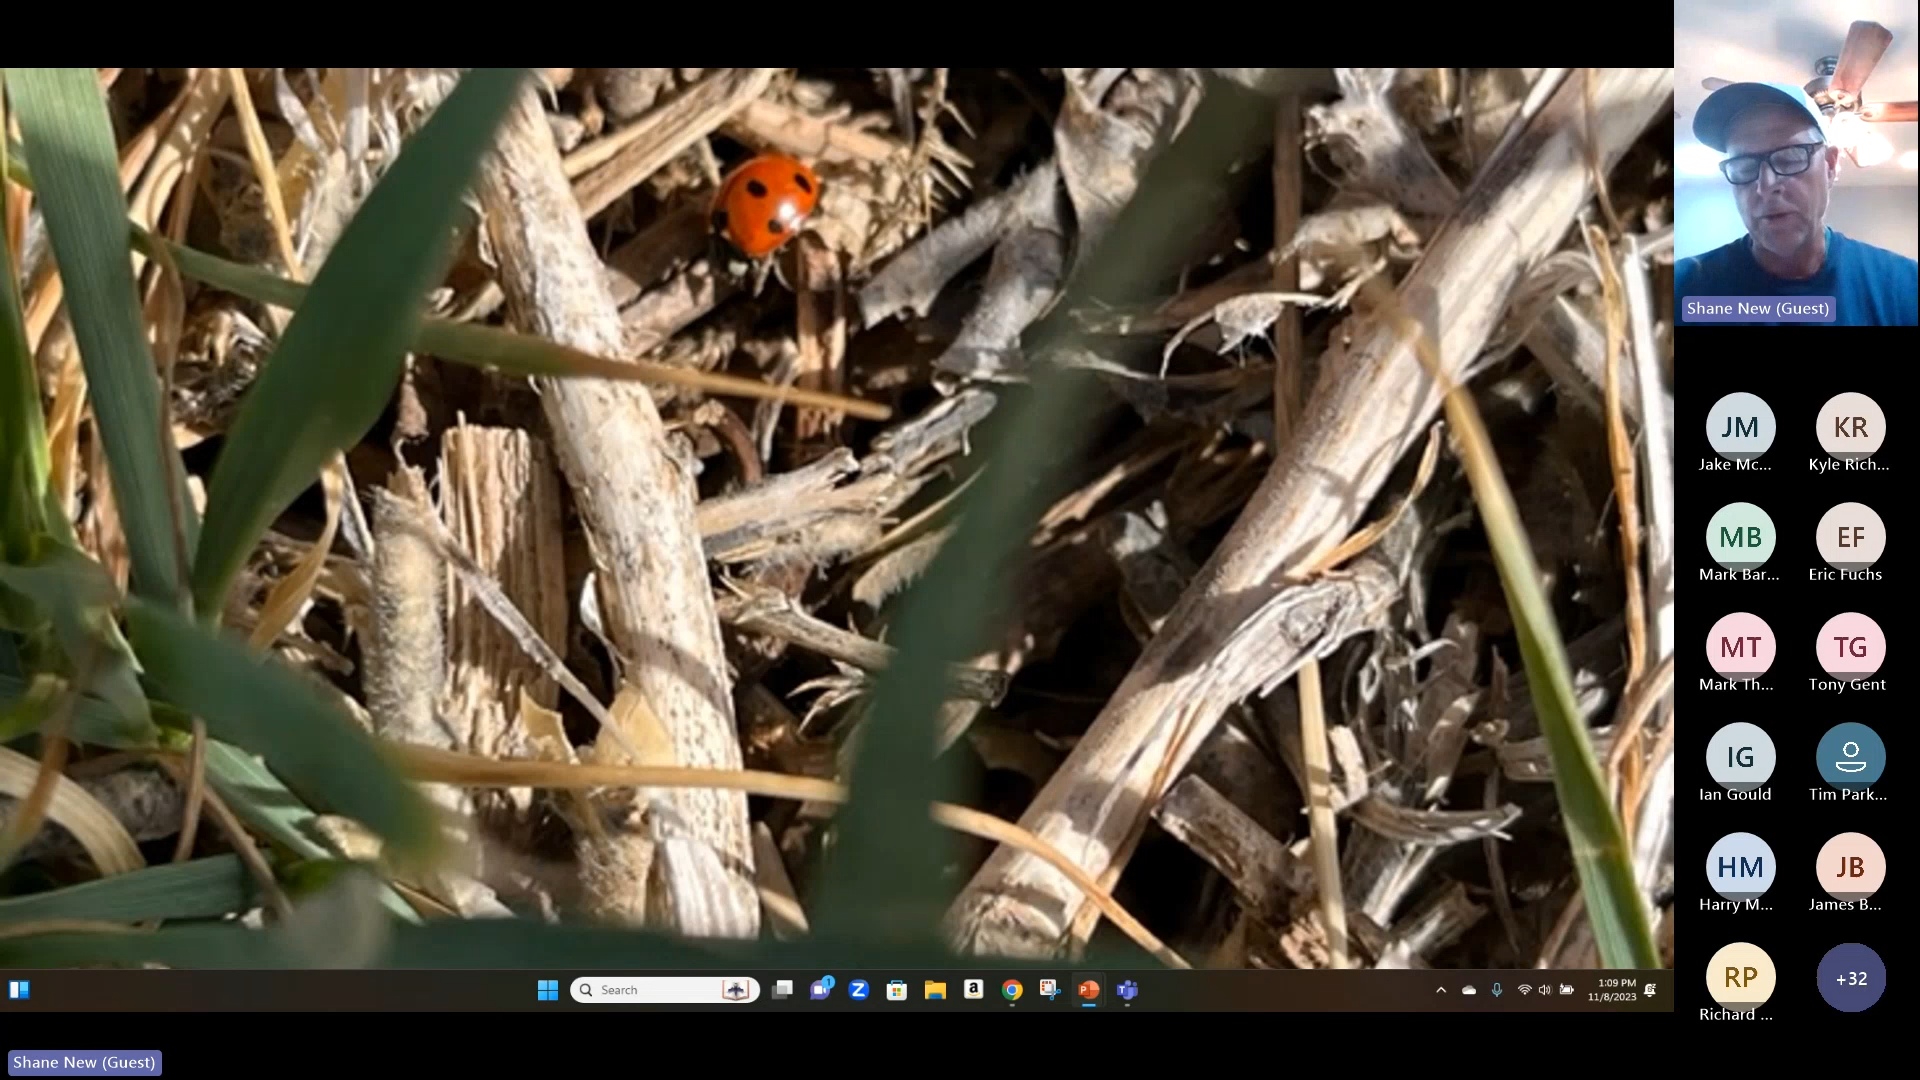 Shane New (Guest)
JM
KR
Jake Mc...
Kyle Rich...
MB
EF
Mark Bar...
Eric Fuchs
MT
TG
Mark Th...
Tony Gent
IG
Ian Gould
Tim Park...
HM
JB
Harry M...
James B...
RP
+32
Richard ...
Search
1
Z
a
P
T
1:09 PM
11/8/2023
Shane New (Guest)